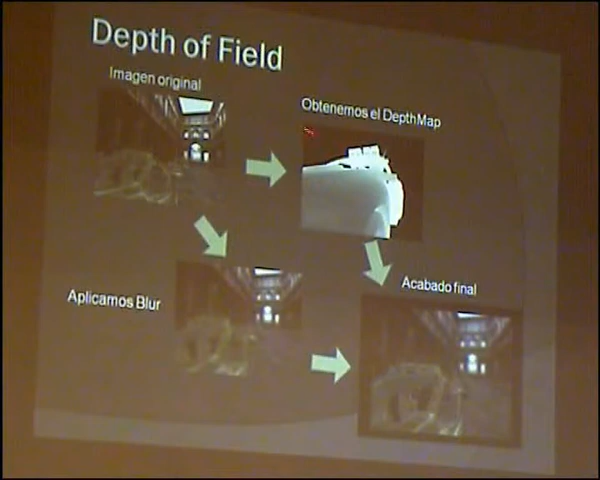 Depth of Field
Imagen original
Obtenemos el DepthMap
Aplicamos Blur
Acabado final